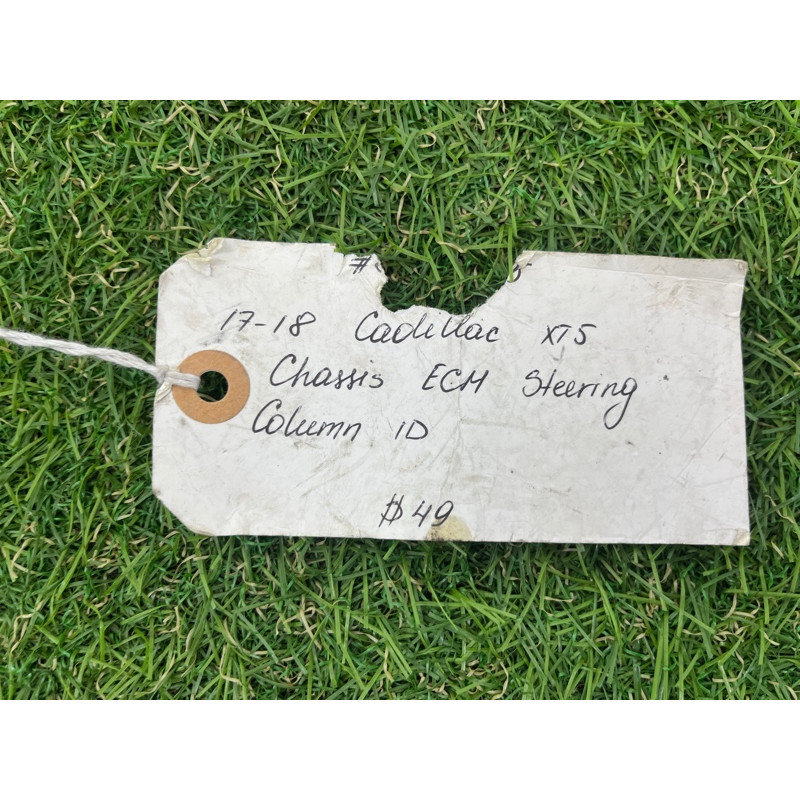 17-18 Cadillac XT5
Chassis ECM Steering
Column ID
$49